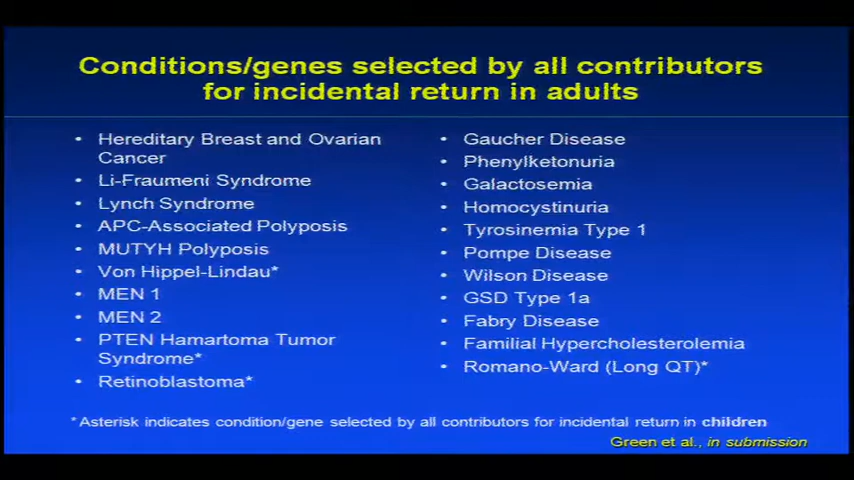 Conditions/genes selected by all contributors
for incidental return in adults
• Hereditary Breast and Ovarian
Cancer
• Li-Fraumeni Syndrome
• Lynch Syndrome
• APC-Associated Polyposis
• MUTYH Polyposis
• Von Hippel-Lindau*
• MEN 1
• MEN 2
• PTEN Hamartoma Tumor
Syndrome*
• Retinoblastoma*
• Gaucher Disease
• Phenylketonuria
• Galactosemia
• Homocystinuria
• Tyrosinemia Type 1
• Pompe Disease
• Wilson Disease
• GSD Type 1a
• Fabry Disease
• Familial Hypercholesterolemia
• Romano-Ward (Long QT)*
* Asterisk indicates condition/gene selected by all contributors for incidental return in children
Green et al., in submission